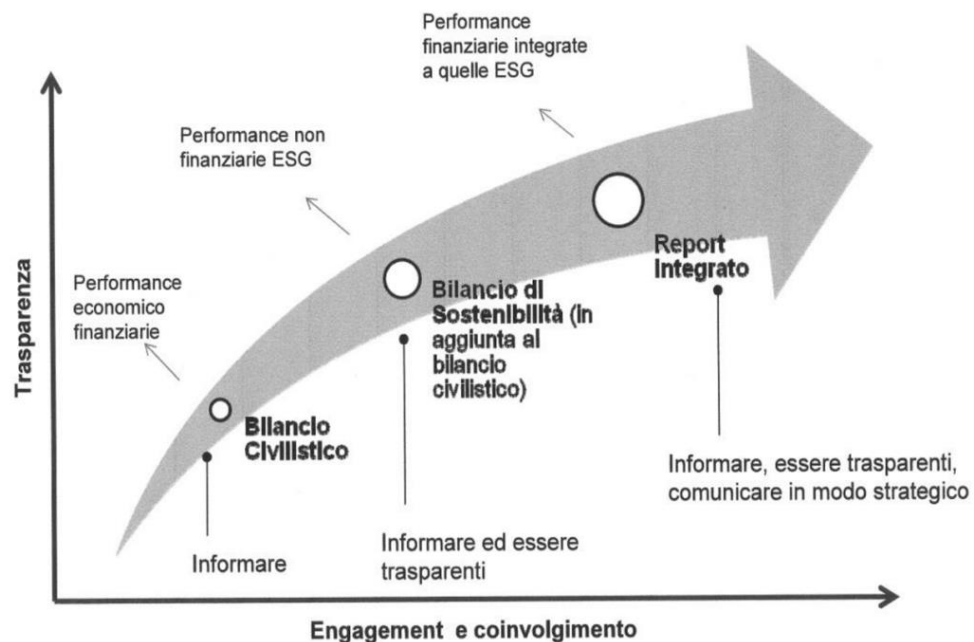 Performance
finanziarie integrate
a quelle ESG
Performance non
finanziarie ESG
Performance
economico
finanziarie
Trasparenza
Report
Integrato
Bilancio di
Sostenibilità (in
aggiunta al
bilancio
civilistico)
Bilancio
Civilistico
Informare, essere trasparenti,
comunicare in modo strategico
Informare ed essere
trasparenti
Informare
Engagement e coinvolgimento